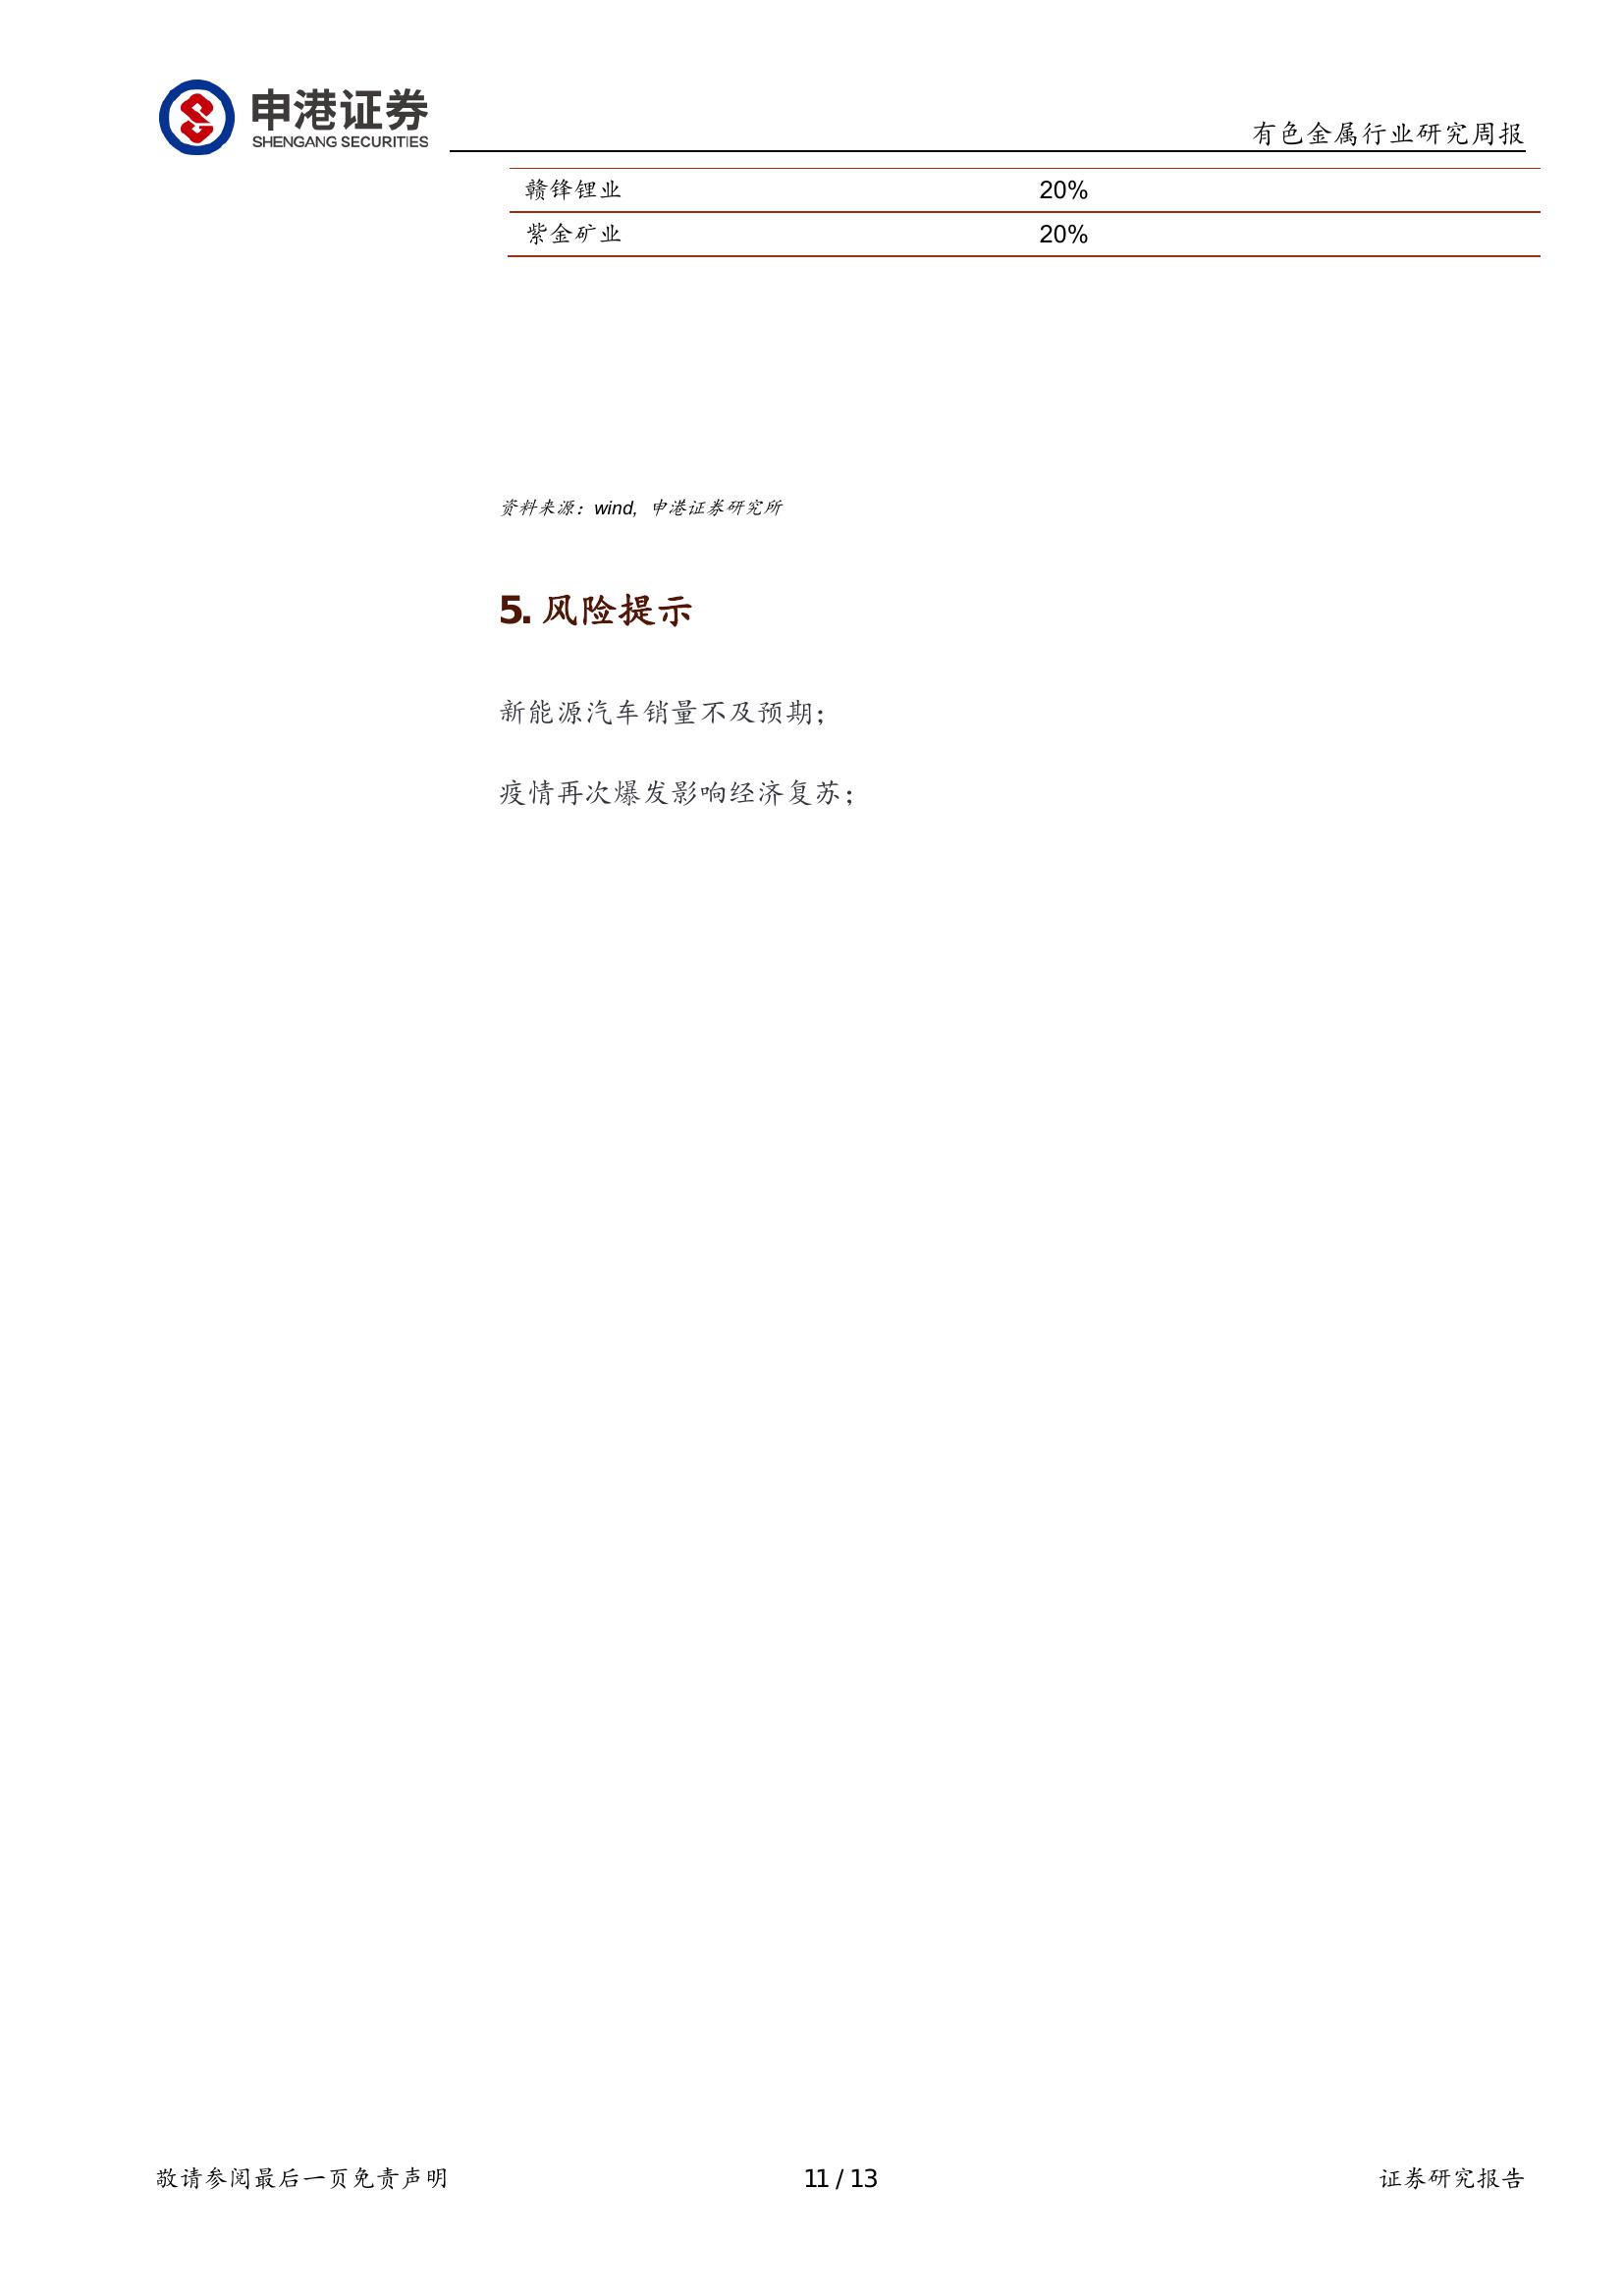 申港证券
SHENGANG SECURITIES
有色金属行业研究周报
赣锋锂业 20%
紫金矿业 20%
资料来源：wind, 申港证券研究所
5. 风险提示
新能源汽车销量不及预期；
疫情再次爆发影响经济复苏；
敬请参阅最后一页免责声明 11 / 13 证券研究报告